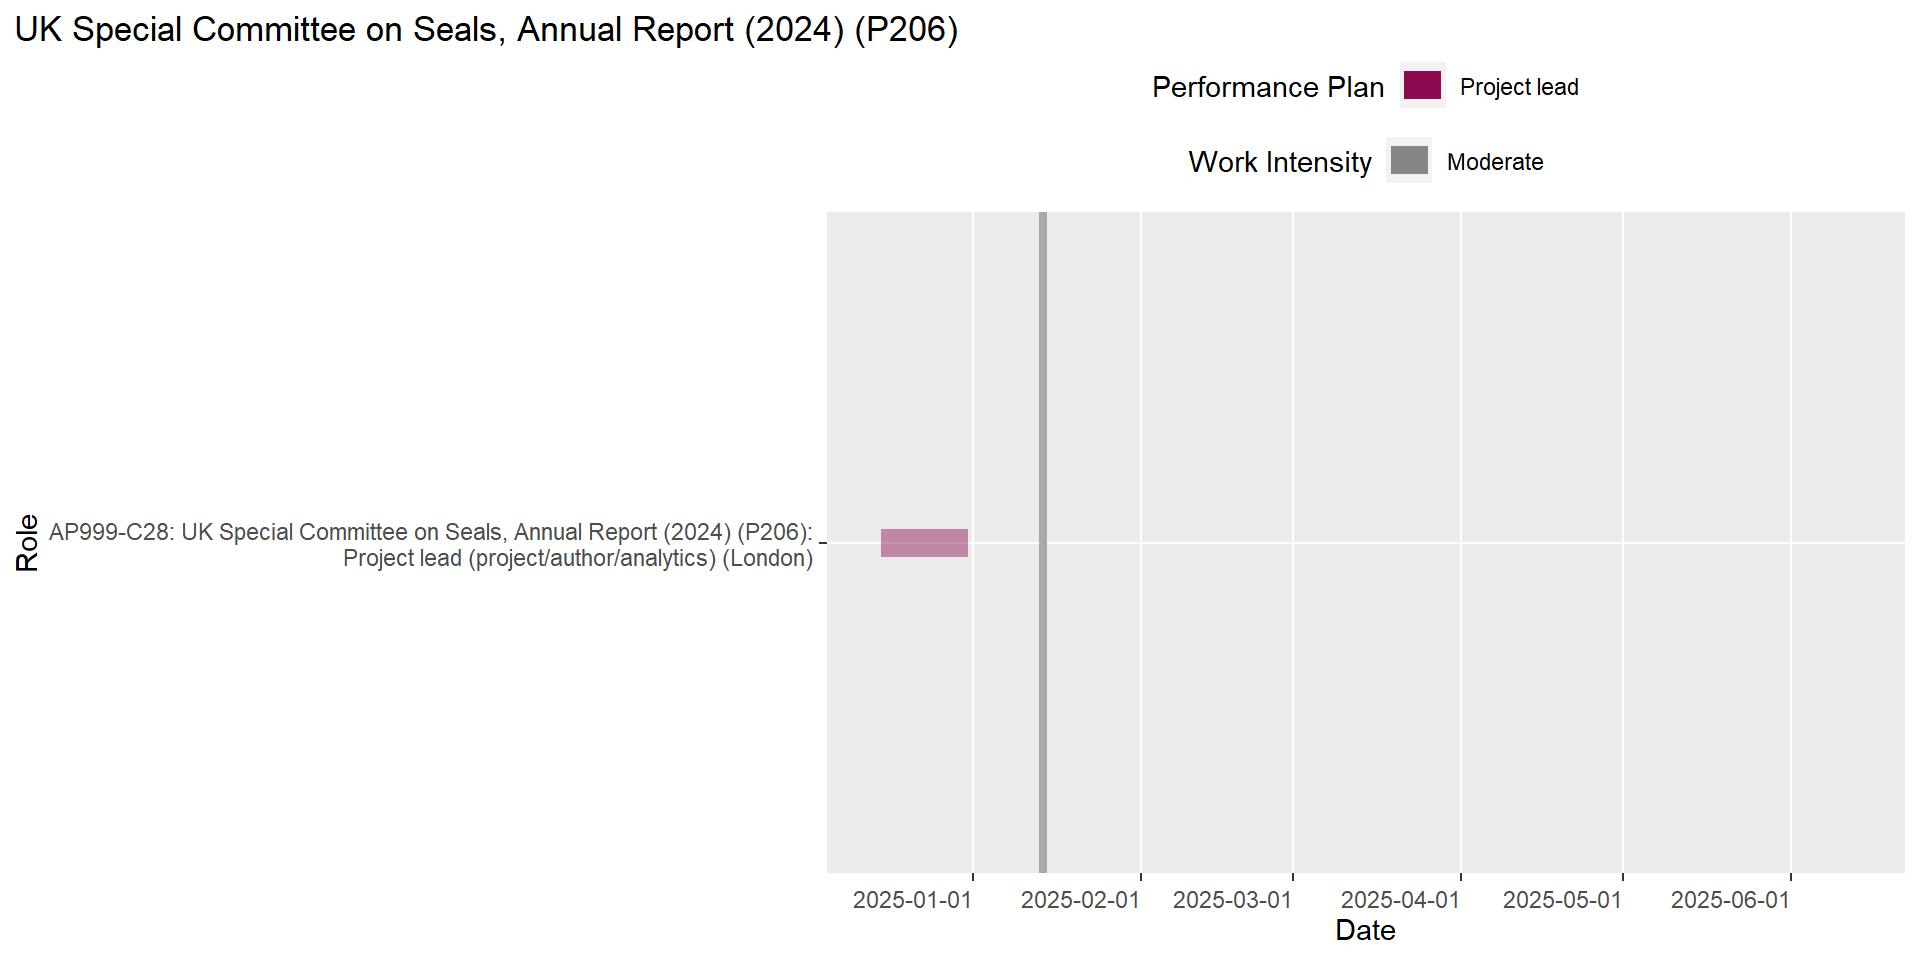 UK Special Committee on Seals, Annual Report (2024) (P206)
Performance Plan
Project lead
Work Intensity
Moderate
Role
AP999-C28: UK Special Committee on Seals, Annual Report (2024) (P206):
Project lead (project/author/analytics) (London)
2025-01-01
2025-02-01
2025-03-01
2025-04-01
2025-05-01
2025-06-01
Date